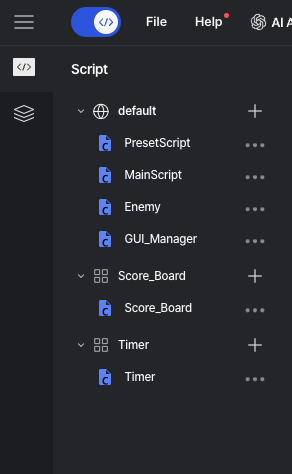 File Help AI A
Script
default
PresetScript
MainScript
Enemy
GUI_Manager
Score_Board
Score_Board
Timer
Timer